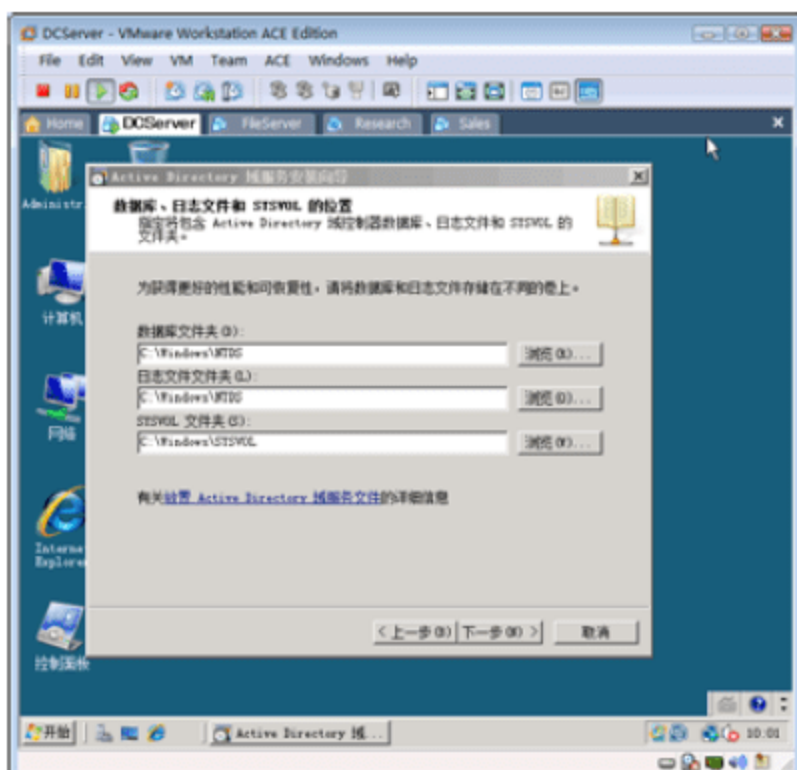 DCServer - VMware Workstation ACE Edition
File Edit View VM Team ACE Windows Help
Home DCServer FileServer Research Sales
Administr
Active Directory 域服务安装向导
数据库、日志文件和 SYSVOL 的位置
指定将包含 Active Directory 域控制器数据库、日志文件和 SYSVOL 的
文件夹。
为获得更好的性能和可恢复性,请将数据库和日志文件存储在不同的卷上。
计算机
数据库文件夹(D):
C:\Windows\NTDS 浏览(R)...
日志文件文件夹(L):
C:\Windows\NTDS 浏览(O)...
网络
SYSVOL 文件夹(S):
C:\Windows\SYSVOL 浏览(W)...
有关放置 Active Directory 域服务文件的详细信息
Interne
Explore
< 上一步(B) 下一步(N) > 取消
控制面板
开始 Active Directory 域... 10:01